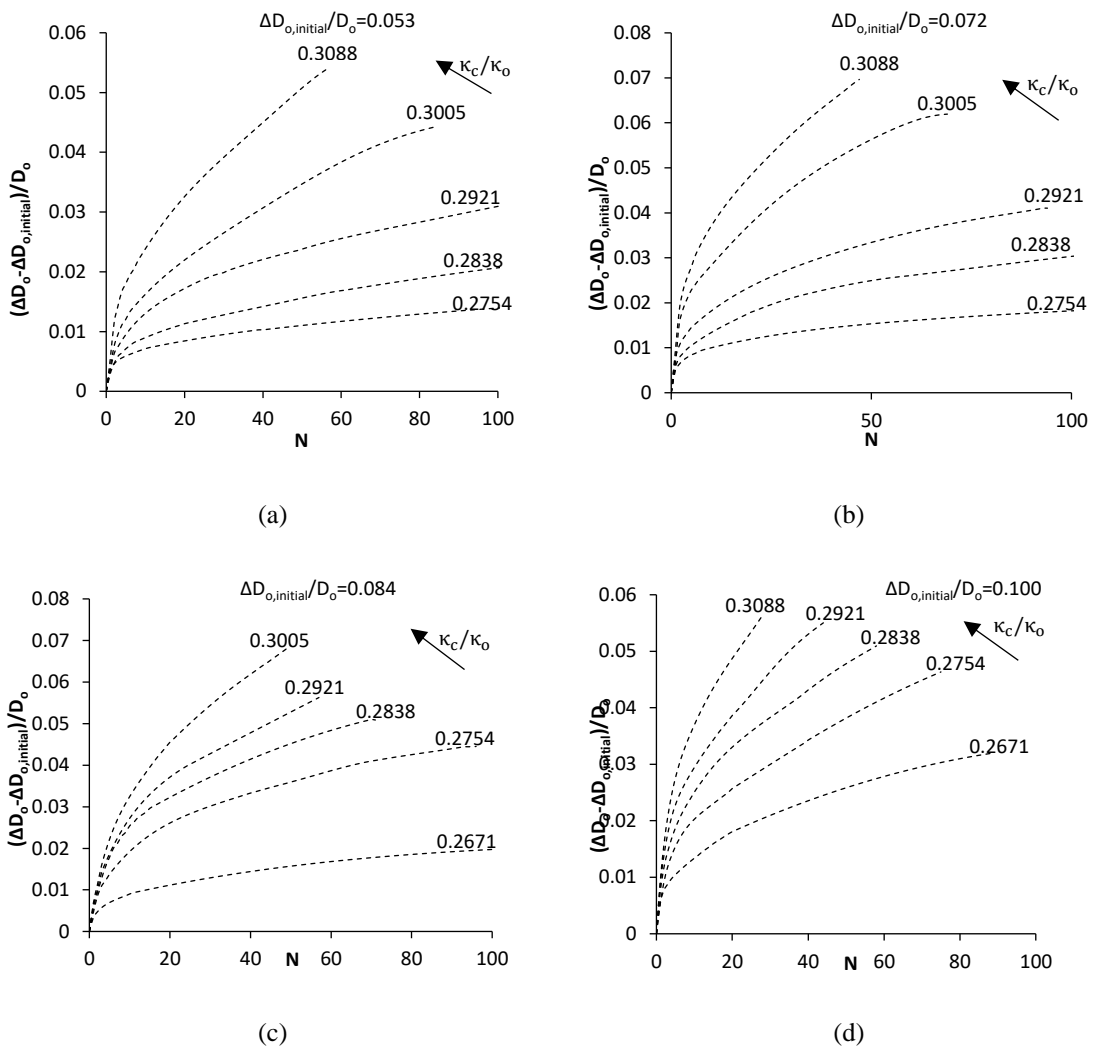 ΔDo,initial/Do=0.053
0.06
0.05
0.04
0.03
0.02
0.01
0
(ΔDo-ΔDo,initial)/Do
0.3088
κc/κo
0.3005
0.2921
0.2838
0.2754
0 20 40 60 80 100
N
(a)
ΔDo,initial/Do=0.072
0.08
0.07
0.06
0.05
0.04
0.03
0.02
0.01
0
(ΔDo-ΔDo,initial)/Do
0.3088
κc/κo
0.3005
0.2921
0.2838
0.2754
0 50 100
N
(b)
ΔDo,initial/Do=0.084
0.08
0.07
0.06
0.05
0.04
0.03
0.02
0.01
0
(ΔDo-ΔDo,initial)/Do
0.3005
κc/κo
0.2921
0.2838
0.2754
0.2671
0 20 40 60 80 100
N
(c)
ΔDo,initial/Do=0.100
0.06
0.05
0.04
0.03
0.02
0.01
0
(ΔDo-ΔDo,initial)/Do
0.3088
0.2921
κc/κo
0.2838
0.2754
0.2671
0 20 40 60 80 100
N
(d)